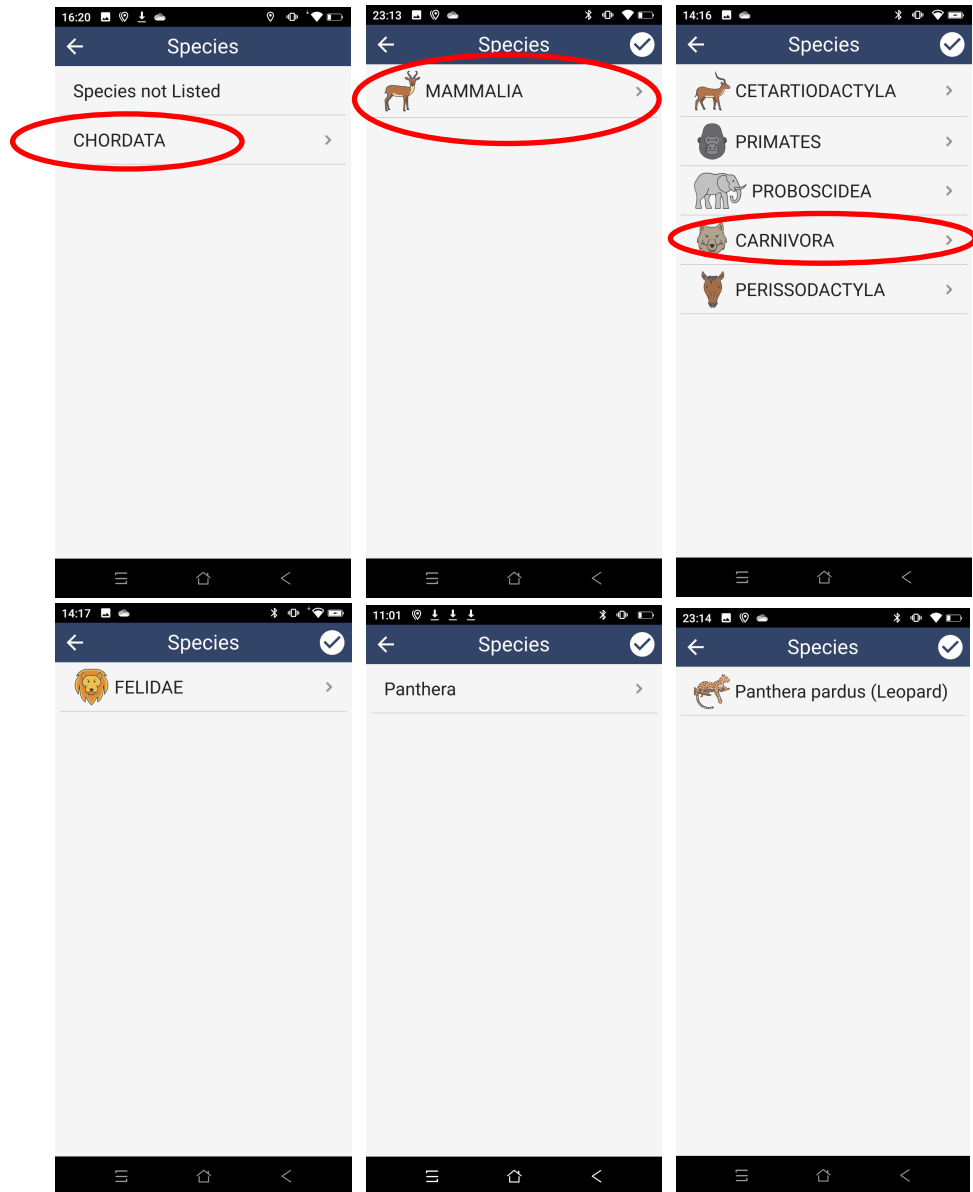 16:20
Species
Species not Listed
CHORDATA
23:13
Species
MAMMALIA
14:16
Species
CETARTIODACTYLA
PRIMATES
PROBOSCIDEA
CARNIVORA
PERISSODACTYLA
14:17
Species
FELIDAE
11:01
Species
Panthera
23:14
Species
Panthera pardus (Leopard)